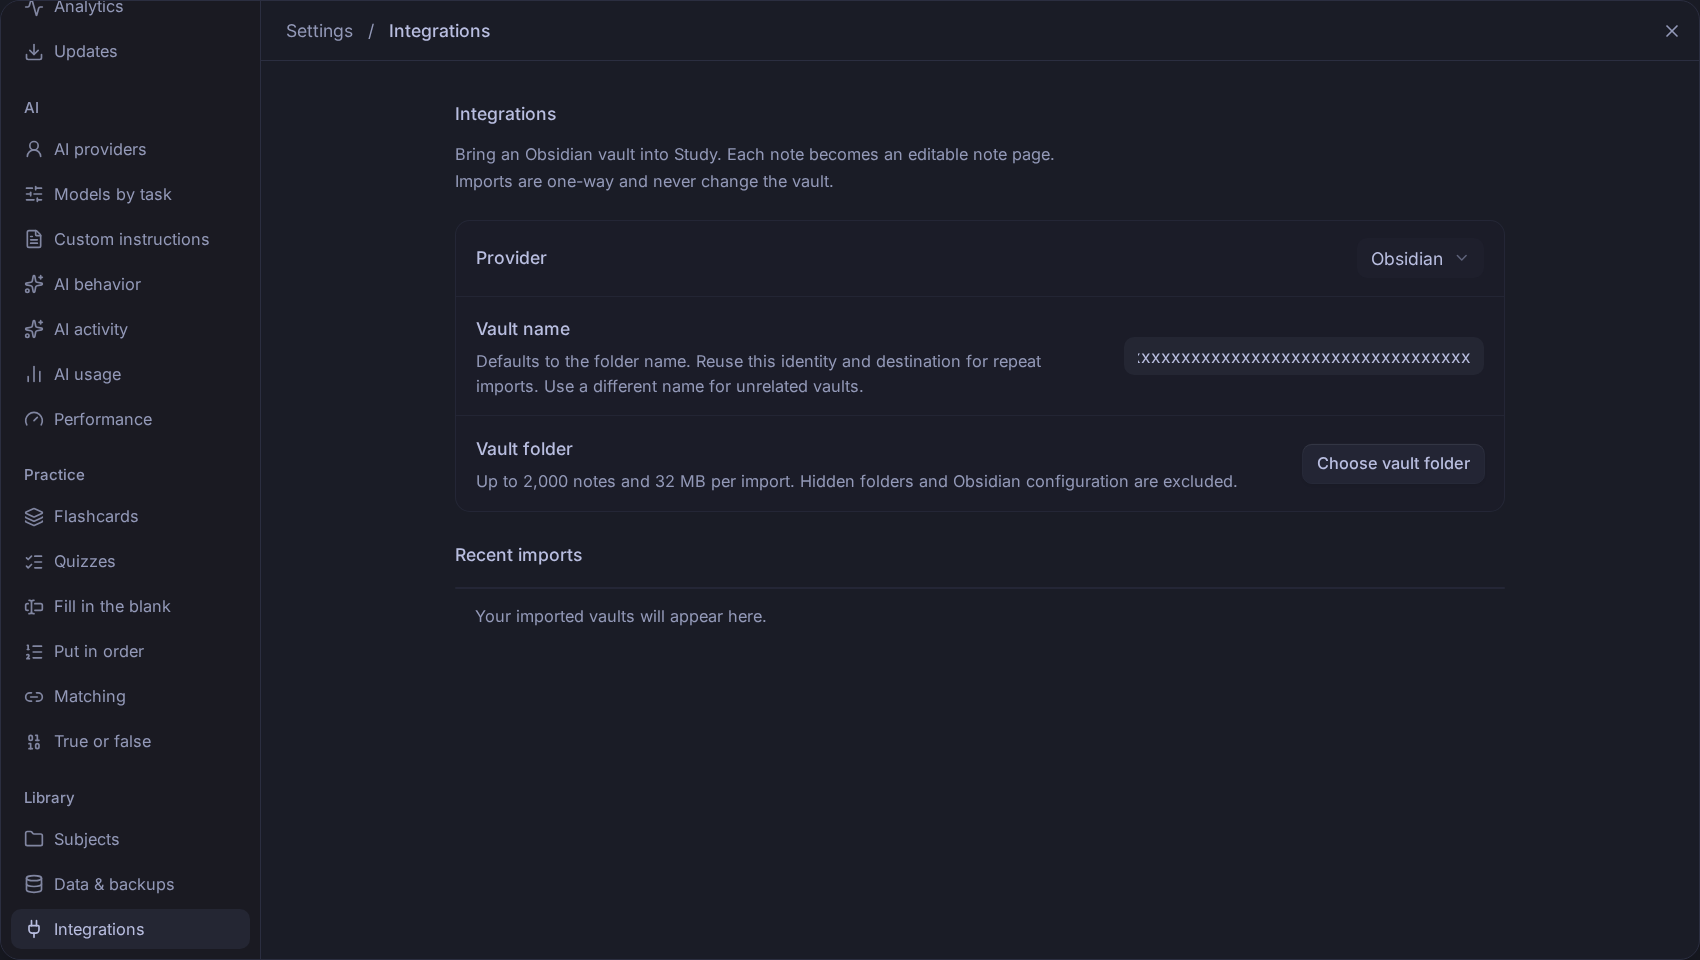 Analytics
Updates
AI
AI providers
Models by task
Custom instructions
AI behavior
AI activity
AI usage
Performance
Practice
Flashcards
Quizzes
Fill in the blank
Put in order
Matching
True or false
Library
Subjects
Data & backups
Integrations
Settings / Integrations
Integrations
Bring an Obsidian vault into Study. Each note becomes an editable note page.
Imports are one-way and never change the vault.
Provider
Obsidian
Vault name
Defaults to the folder name. Reuse this identity and destination for repeat
imports. Use a different name for unrelated vaults.
xxxxxxxxxxxxxxxxxxxxxxxxxxxxxxxxx
Vault folder
Up to 2,000 notes and 32 MB per import. Hidden folders and Obsidian configuration are excluded.
Choose vault folder
Recent imports
Your imported vaults will appear here.